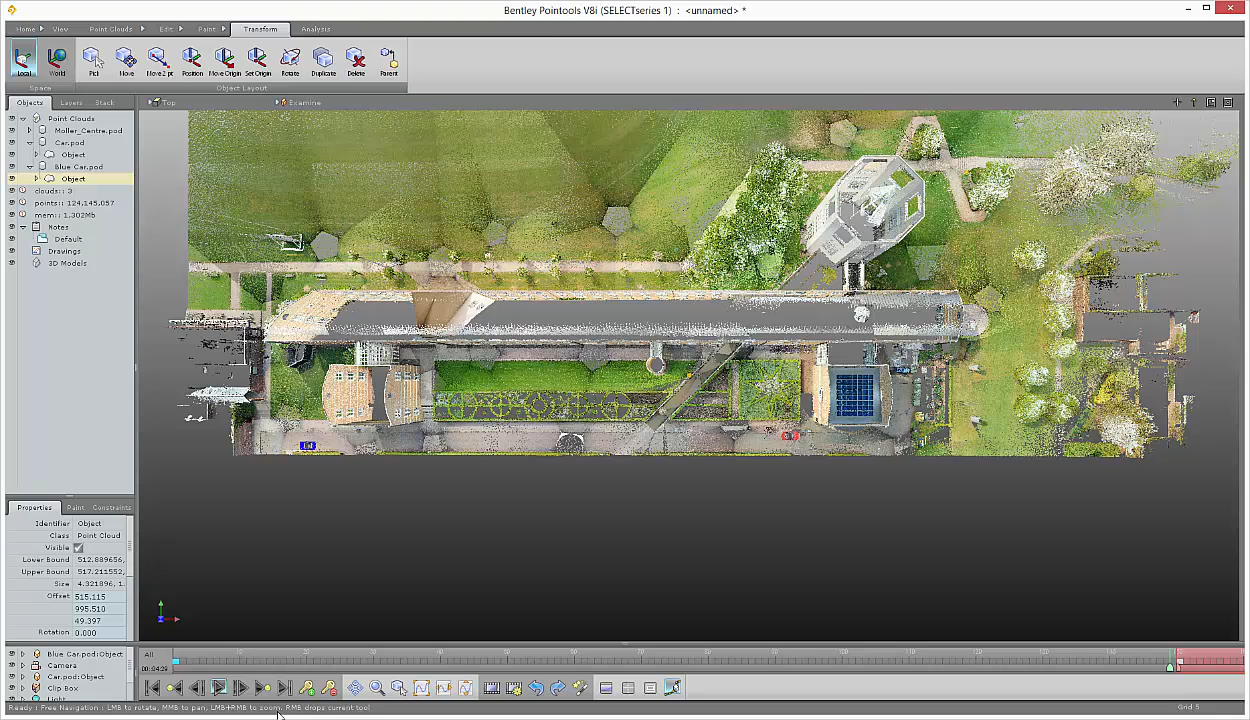 Bentley Pointools V8i (SELECTseries 1) : <unnamed> *
Home View Point Clouds Edit Paint Transform Analysis
Local World Pick Move Move 2 pt Position Move Origin Set Origin Rotate Duplicate Delete Parent
Space Object Layout
Objects Layers Stack Top Examine
Point Clouds
Moller_Centre.pod
Car.pod
Object
Blue Car.pod
Object
clouds:: 3
points:: 124,145,057
mem:: 1,302Mb
Notes
Default
Drawings
3D Models
Properties Paint Constraints
Identifier Object
Class Point Cloud
Visible
Lower Bound 512.889656,
Upper Bound 517.211552,
Size 4.321896, 1.
Offset 515.115
995.510
49.397
Rotation 0.000
Blue Car.pod:Object
Camera
Car.pod:Object
Clip Box
Light
All
00:04:29
Ready : Free Navigation : LMB to rotate, MMB to pan, LMB+RMB to zoom. RMB drops current tool
Grid 5